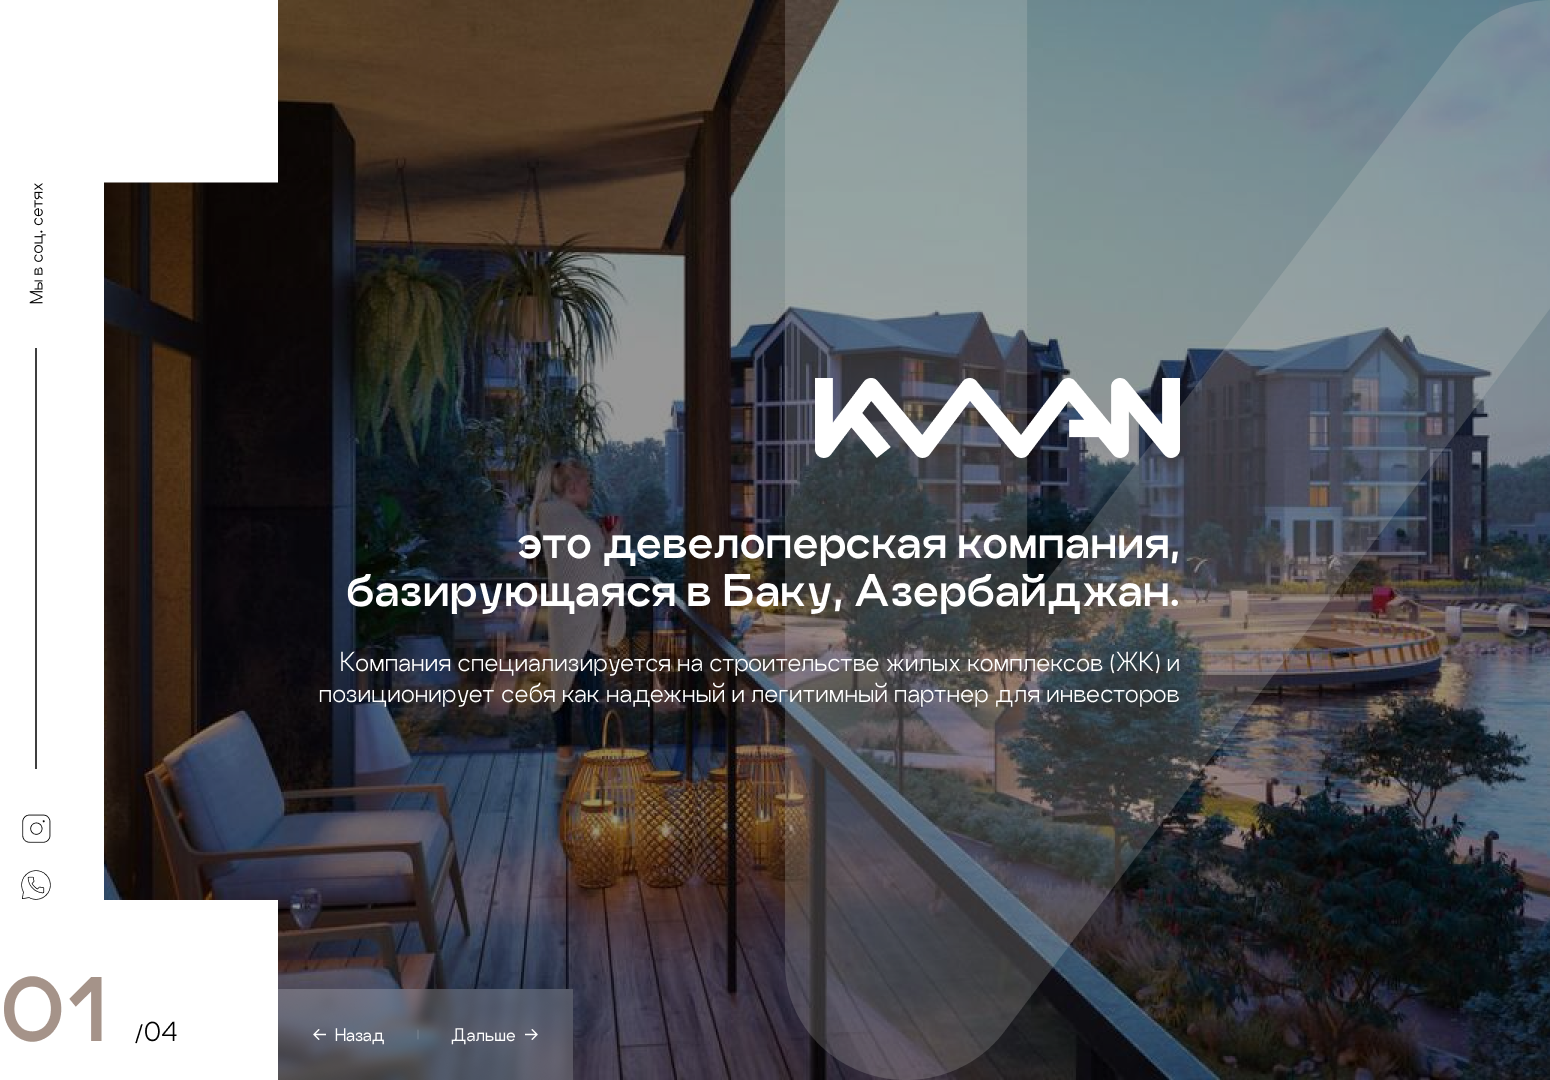 Мы в соц. сетях
KWAN
это девелоперская компания,
базирующаяся в Баку, Азербайджан.
Компания специализируется на строительстве жилых комплексов (ЖК) и
позиционирует себя как надежный и легитимный партнер для инвесторов
01 /04
← Назад | Дальше →